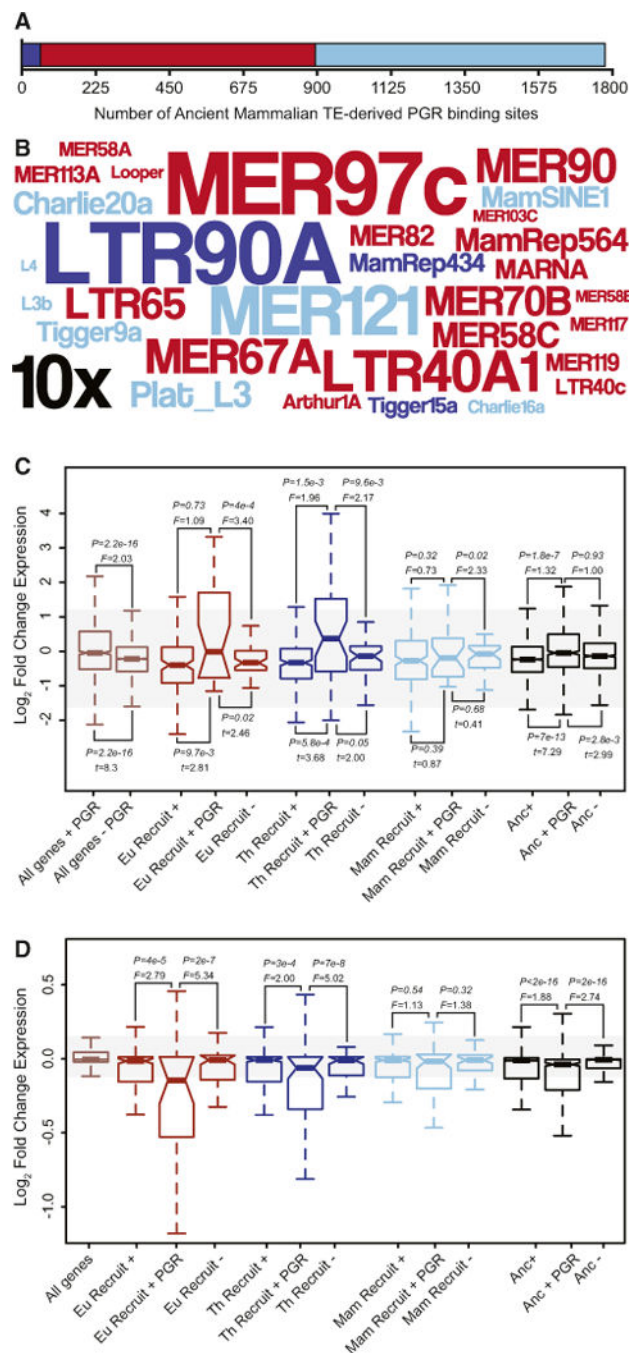 A
0 225 450 675 900 1125 1350 1575 1800
Number of Ancient Mammalian TE-derived PGR binding sites
B
MER58A
MER113A Looper
Charlie20a
MER97c
MER90
MamSINE1
MER103C
LTR90A
MER82
MamRep564
L4
MamRep434
MARNA
L3b
LTR65
MER121
MER70B
MER58B
Tigger9a
MER58C
MER117
10x
MER67A
LTR40A1
MER119
Plat_L3
LTR40c
Arthur1A
Tigger15a
Charlie16a
C
Log2 Fold Change Expression
4
3
2
1
0
-1
-2
P=2.2e-16
F=2.03
P=0.73
F=1.09
P=4e-4
F=3.40
P=1.5e-3
F=1.96
P=9.6e-3
F=2.17
P=0.32
F=0.73
P=0.02
F=2.33
P=1.8e-7
F=1.32
P=0.93
F=1.00
P=2.2e-16
t=8.3
P=9.7e-3
t=2.81
P=0.02
t=2.46
P=5.8e-4
t=3.68
P=0.05
t=2.00
P=0.39
t=0.87
P=0.68
t=0.41
P=7e-13
t=7.29
P=2.8e-3
t=2.99
All genes + PGR
All genes - PGR
Eu Recruit +
Eu Recruit + PGR
Eu Recruit -
Th Recruit +
Th Recruit + PGR
Th Recruit -
Mam Recruit +
Mam Recruit + PGR
Mam Recruit -
Anc+
Anc + PGR
Anc -
D
Log2 Fold Change Expression
0.5
0.0
-0.5
-1.0
P=4e-5
F=2.79
P=2e-7
F=5.34
P=3e-4
F=2.00
P=7e-8
F=5.02
P=0.54
F=1.13
P=0.32
F=1.38
P<2e-16
F=1.88
P=2e-16
F=2.74
All genes
Eu Recruit +
Eu Recruit + PGR
Eu Recruit -
Th Recruit +
Th Recruit + PGR
Th Recruit -
Mam Recruit +
Mam Recruit + PGR
Mam Recruit -
Anc+
Anc + PGR
Anc -